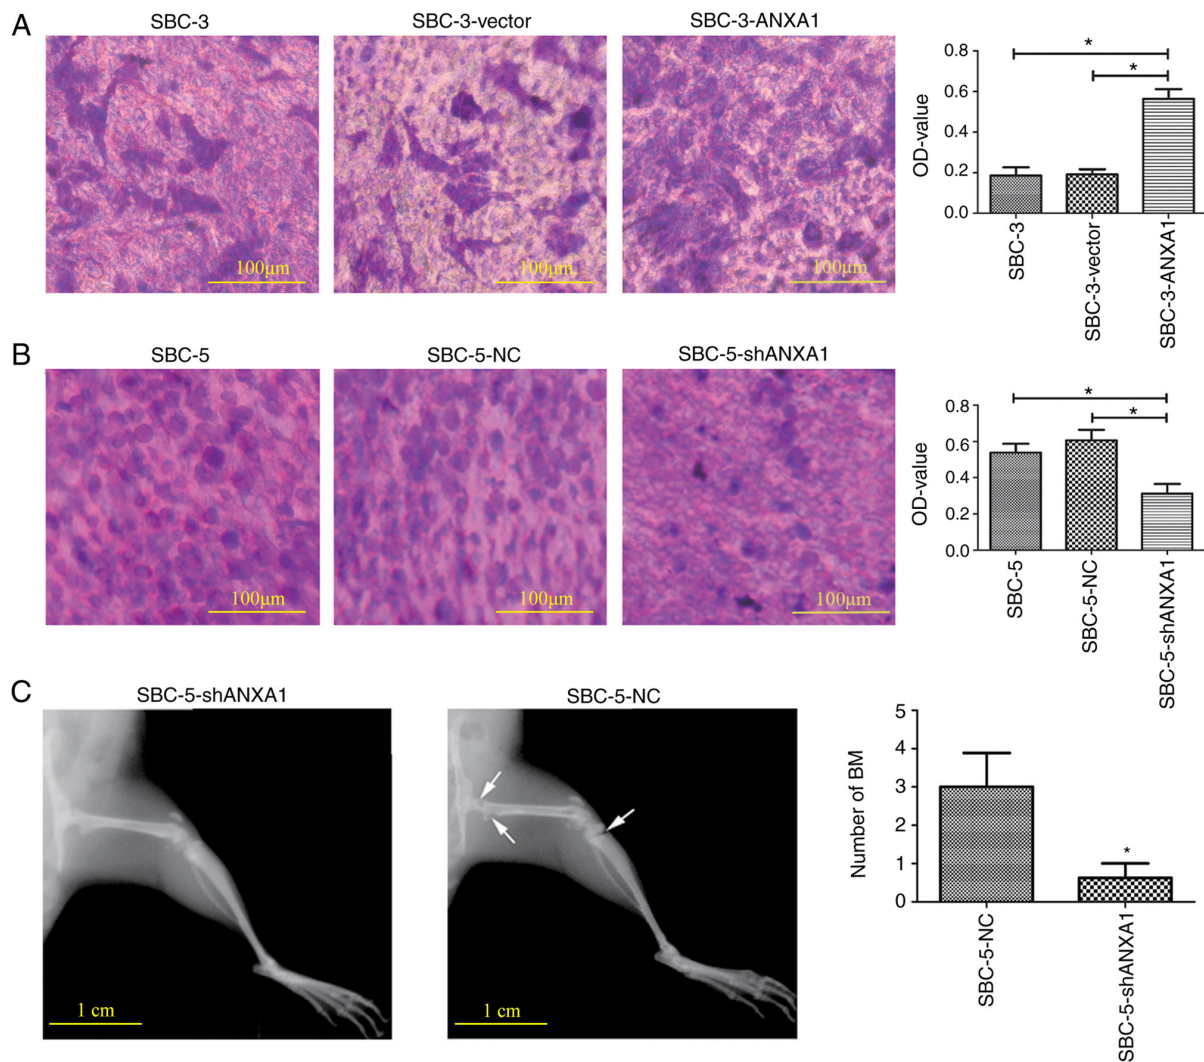 A
SBC-3
SBC-3-vector
SBC-3-ANXA1
100μm
100μm
100μm
OD-value
0.8
0.6
0.4
0.2
0.0
*
*
SBC-3
SBC-3-vector
SBC-3-ANXA1
B
SBC-5
SBC-5-NC
SBC-5-shANXA1
100μm
100μm
100μm
OD-value
0.8
0.6
0.4
0.2
0.0
*
*
SBC-5
SBC-5-NC
SBC-5-shANXA1
C
SBC-5-shANXA1
SBC-5-NC
1 cm
1 cm
Number of BM
5
4
3
2
1
0
*
SBC-5-NC
SBC-5-shANXA1